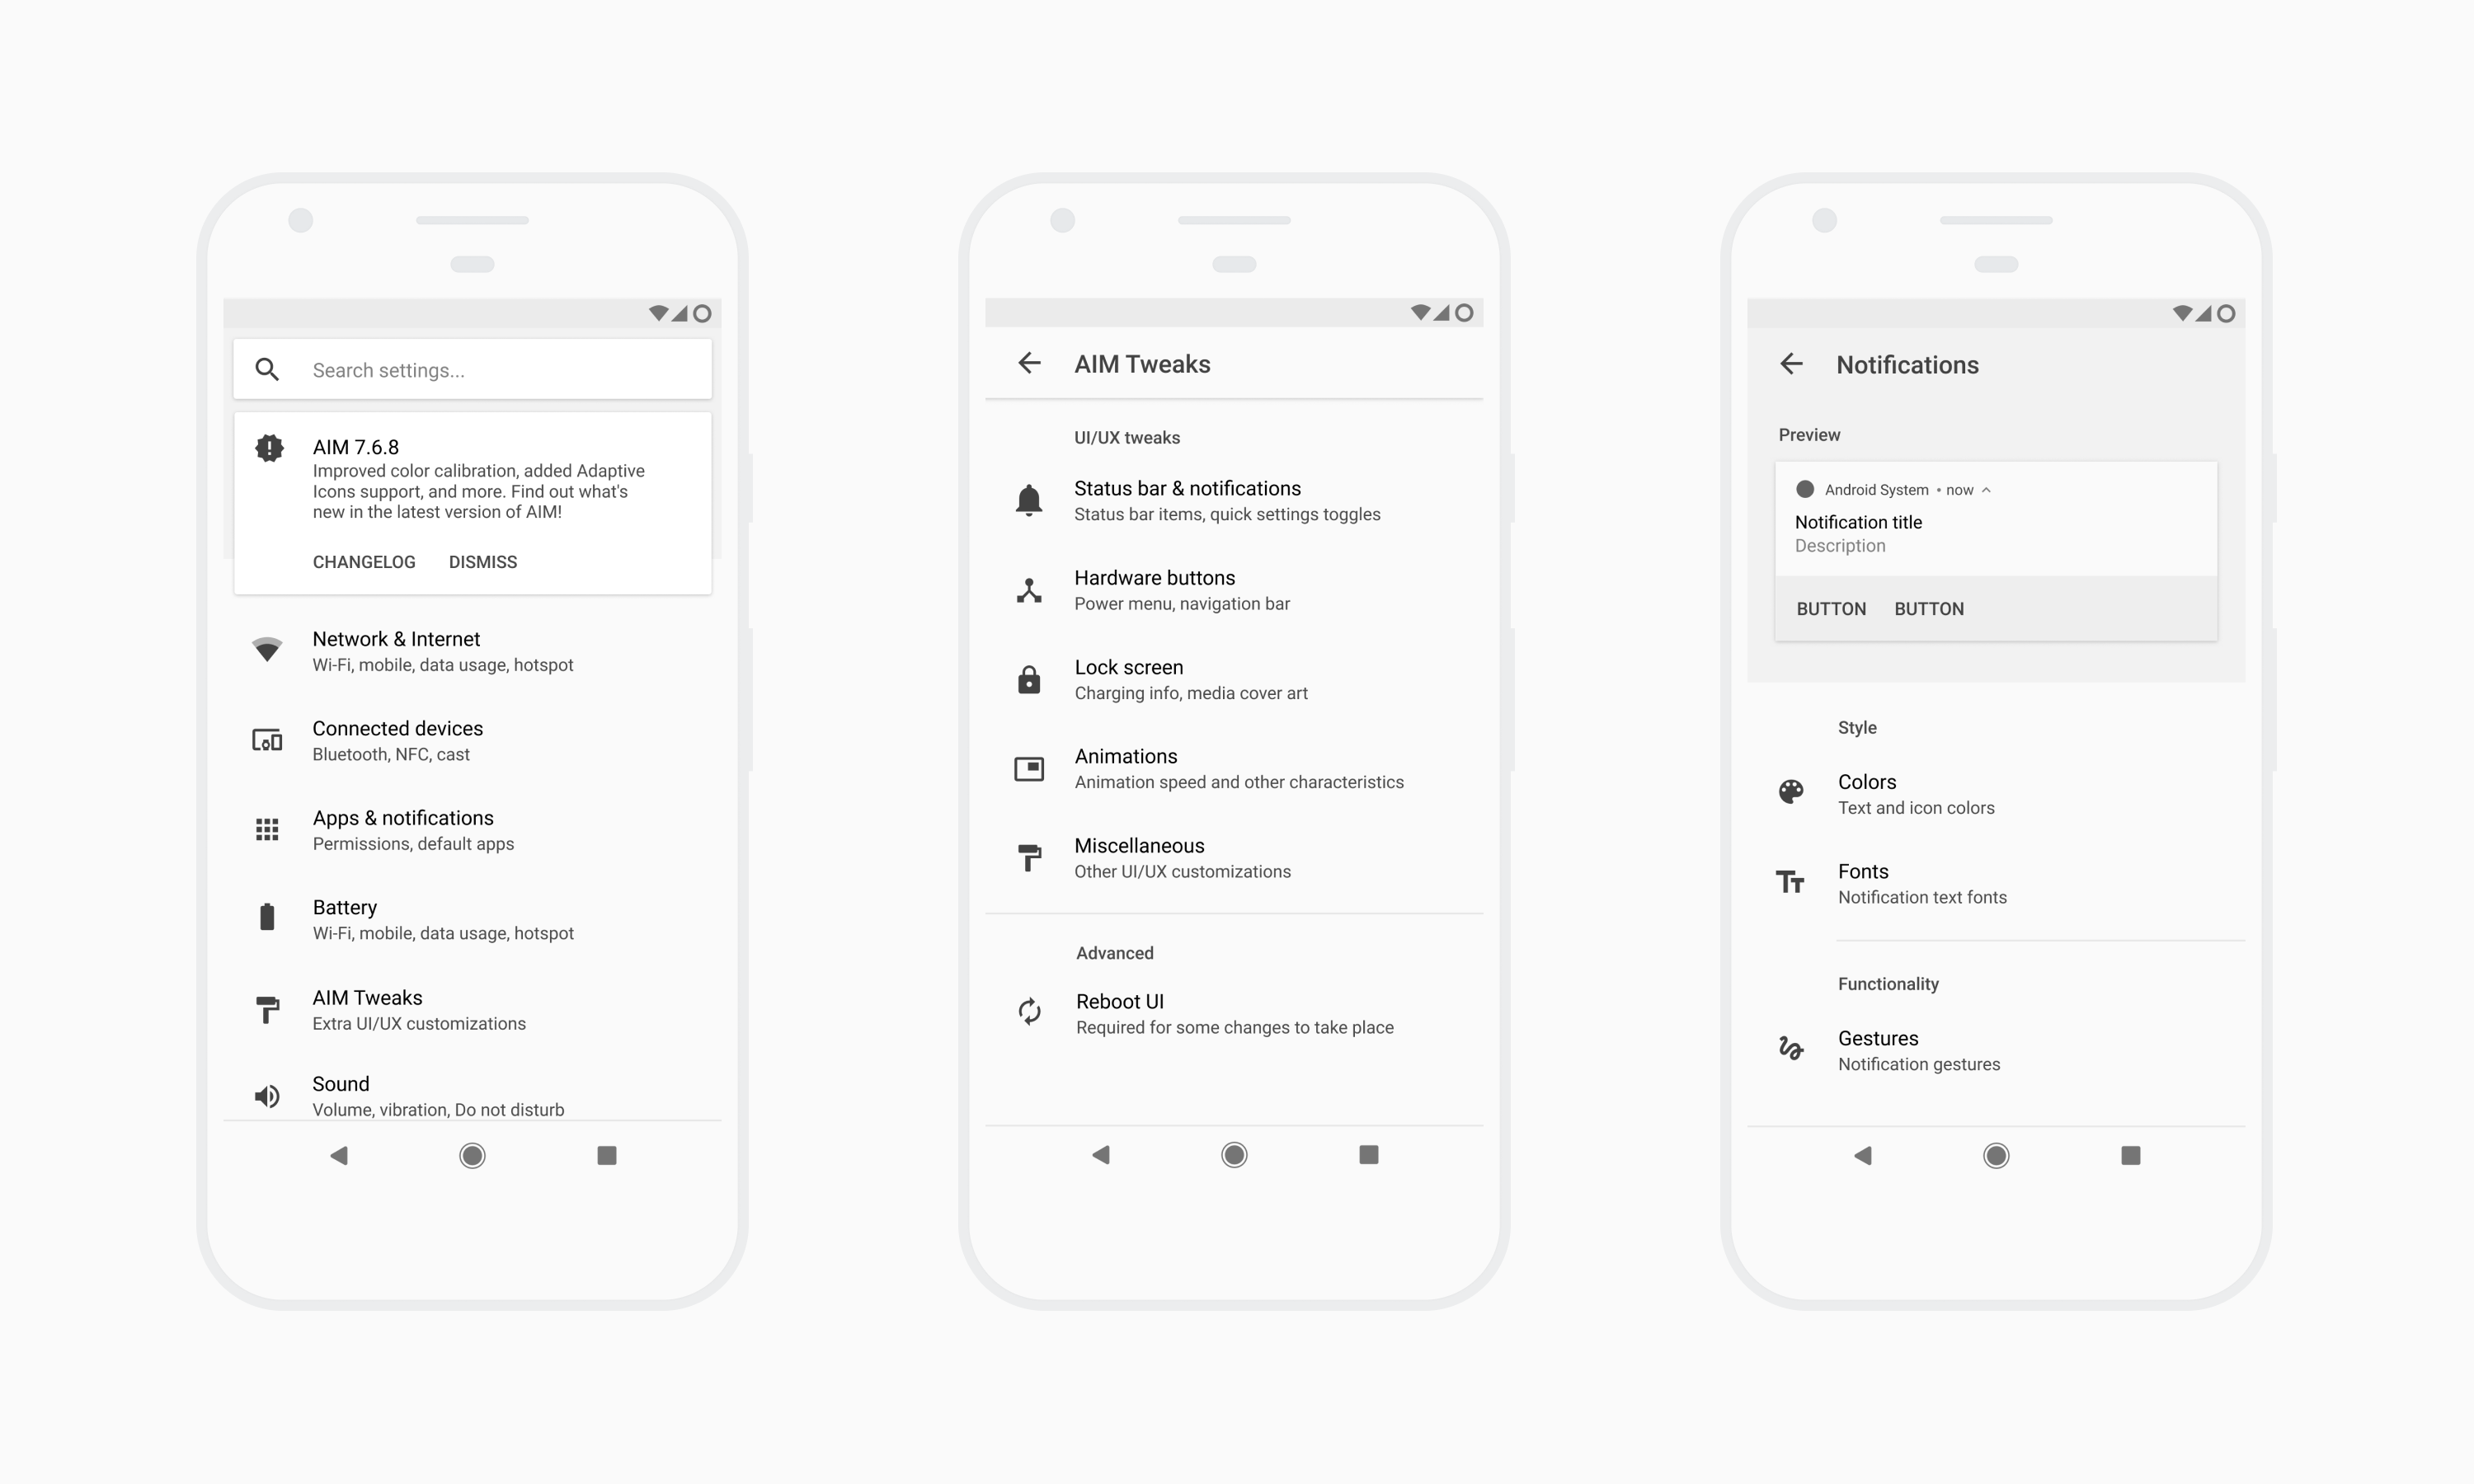 Search settings...
AIM 7.6.8
Improved color calibration, added Adaptive
Icons support, and more. Find out what's
new in the latest version of AIM!
CHANGELOG DISMISS
Network & Internet
Wi-Fi, mobile, data usage, hotspot
Connected devices
Bluetooth, NFC, cast
Apps & notifications
Permissions, default apps
Battery
Wi-Fi, mobile, data usage, hotspot
AIM Tweaks
Extra UI/UX customizations
Sound
Volume, vibration, Do not disturb
AIM Tweaks
UI/UX tweaks
Status bar & notifications
Status bar items, quick settings toggles
Hardware buttons
Power menu, navigation bar
Lock screen
Charging info, media cover art
Animations
Animation speed and other characteristics
Miscellaneous
Other UI/UX customizations
Advanced
Reboot UI
Required for some changes to take place
Notifications
Preview
Android System • now
Notification title
Description
BUTTON BUTTON
Style
Colors
Text and icon colors
Fonts
Notification text fonts
Functionality
Gestures
Notification gestures